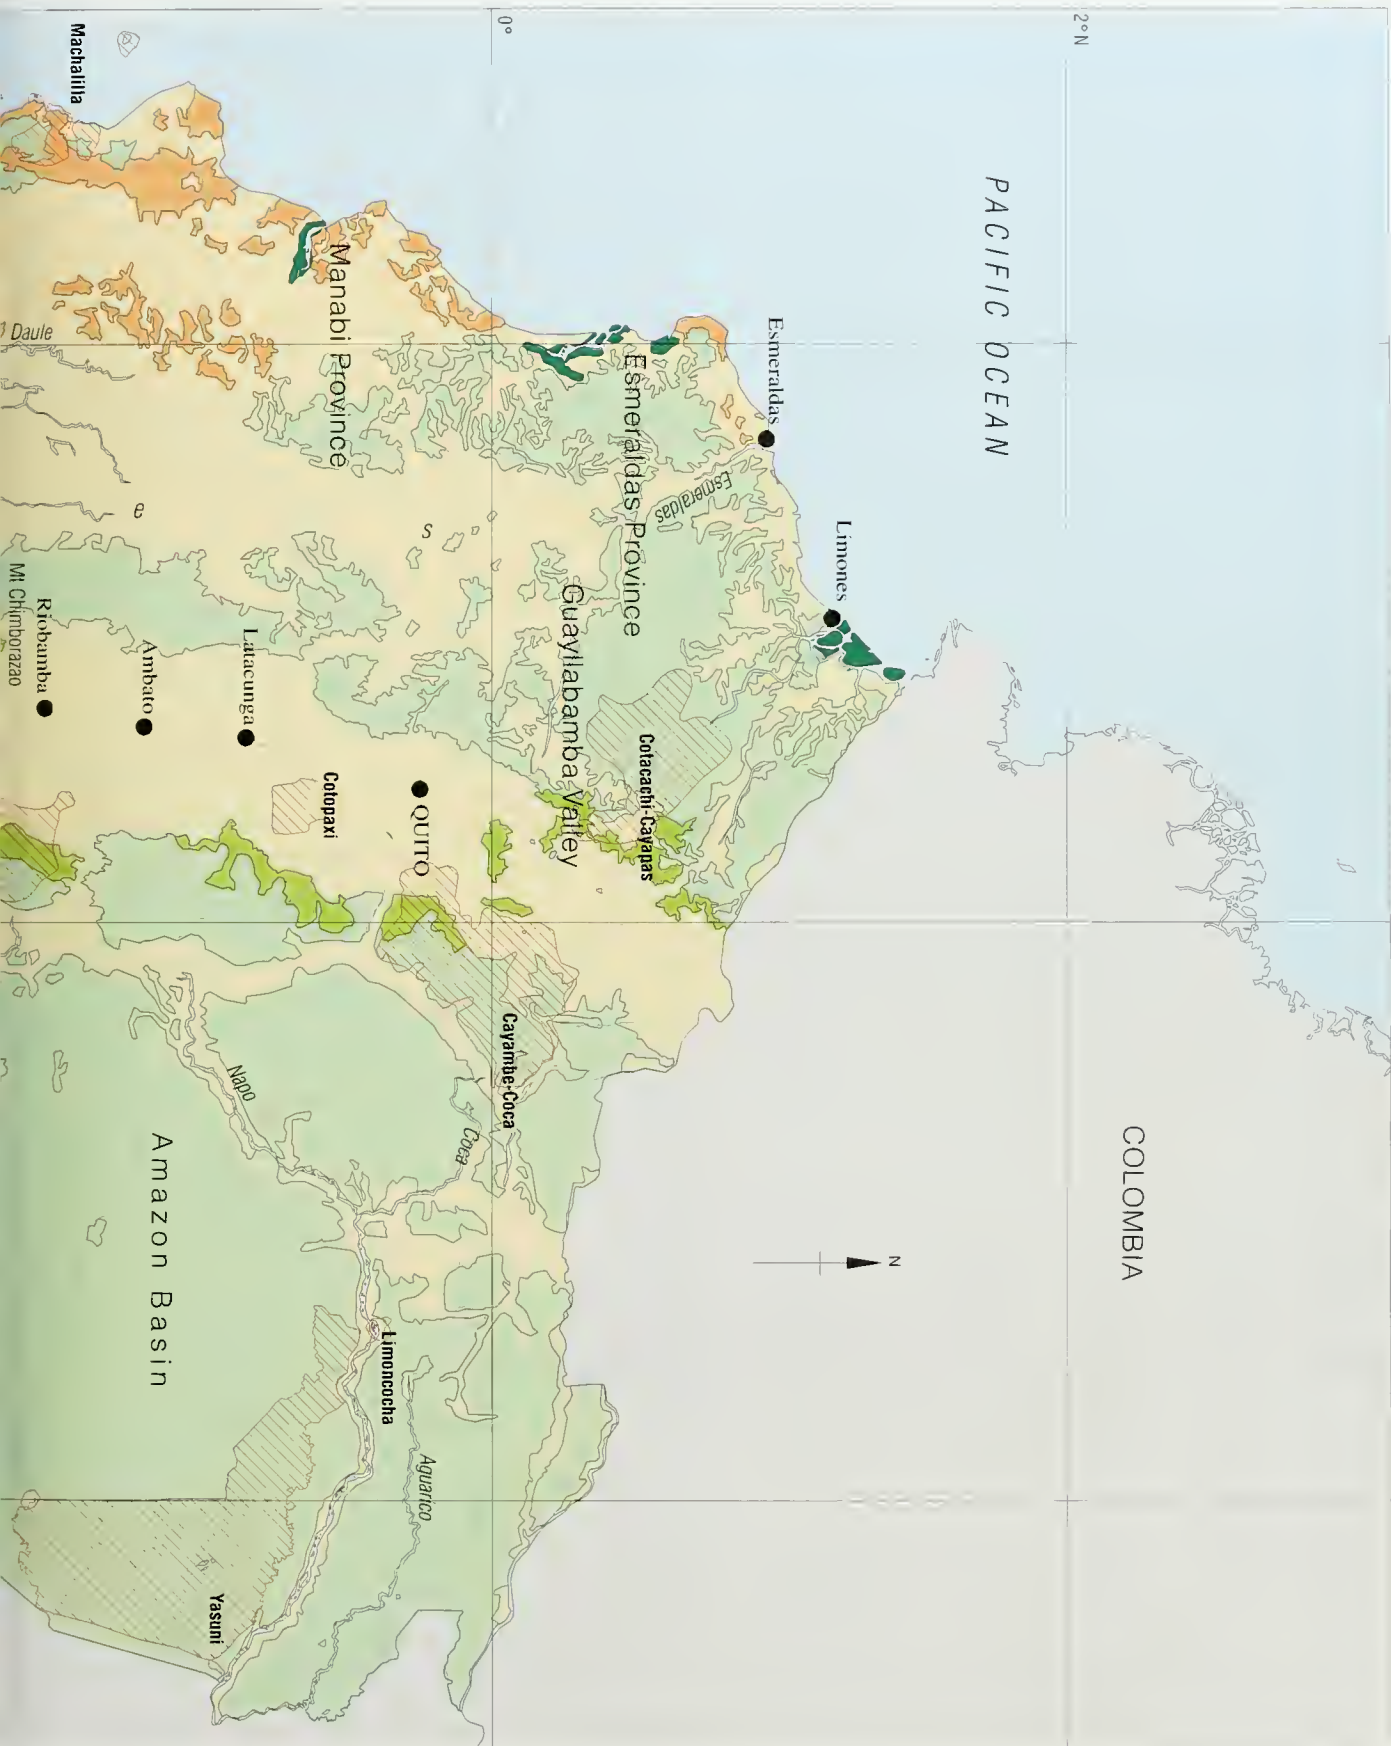 0°
2° N
Machalilla
PACIFIC OCEAN
Manabi Province
Daule
Esmeraldas
Esmeraldas Province
Esmeraldas
Limones
e
s
Guayllabamba Valley
Mt Chimborazao
Riobamba
Ambato
Latacunga
Cotopaxi
QUITO
Cotacachi-Cayapas
Cayambe-Coca
Napo
Coca
COLOMBIA
N
Amazon Basin
Limoncocha
Aguarico
Yasuni